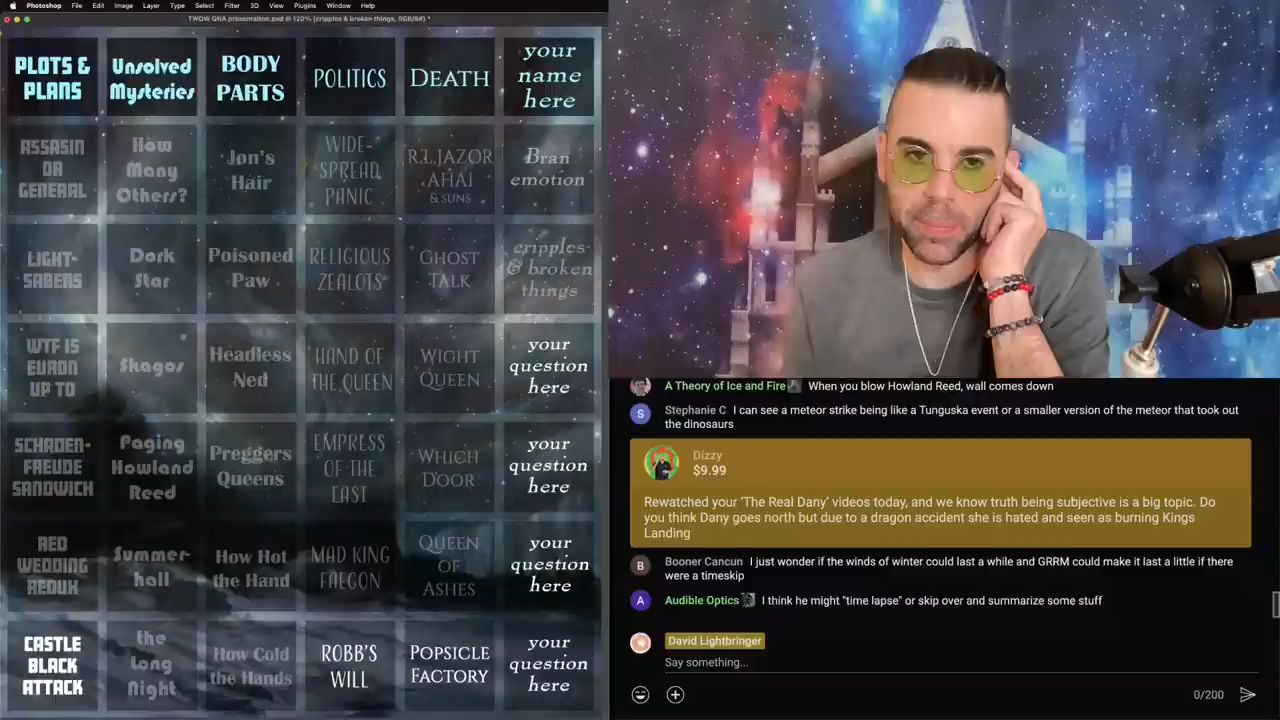 Photoshop File Edit Image Layer Type Select Filter 3D View Plugins Window Help
TWOW QNA presentaiton.psd @ 120% (cripples & broken things, RGB/8#) *
PLOTS &
PLANS
Unsolved
Mysteries
BODY
PARTS
POLITICS
DEATH
your
name
here
ASSASIN
OR
GENERAL
How
Many
Others?
Jon's
Hair
WIDE-
SPREAD
PANIC
R.L.JAZOR
AHAI
& SUNS
Bran
emotion
LIGHT-
SABERS
Dark
Star
Poisoned
Paw
RELIGIOUS
ZEALOTS
GHOST
TALK
cripples
& broken
things
WTF IS
EURON
UP TO
Skagos
Headless
Ned
HAND OF
THE QUEEN
WIGHT
QUEEN
your
question
here
SCHADEN-
FREUDE
SANDWICH
Paging
Howland
Reed
Preggers
Queens
EMPRESS
OF THE
EAST
WHICH
DOOR
your
question
here
RED
WEDDING
REDUX
Summer-
hall
How Hot
the Hand
MAD KING
FAEGON
QUEEN
OF
ASHES
your
question
here
CASTLE
BLACK
ATTACK
the
Long
Night
How Cold
the Hands
ROBB'S
WILL
POPSICLE
FACTORY
your
question
here
A Theory of Ice and Fire When you blow Howland Reed, wall comes down
S Stephanie C I can see a meteor strike being like a Tunguska event or a smaller version of the meteor that took out
the dinosaurs
Dizzy
$9.99
Rewatched your 'The Real Dany' videos today, and we know truth being subjective is a big topic. Do
you think Dany goes north but due to a dragon accident she is hated and seen as burning Kings
Landing
B Booner Cancun I just wonder if the winds of winter could last a while and GRRM could make it last a little if there
were a timeskip
A Audible Optics I think he might "time lapse" or skip over and summarize some stuff
David Lightbringer
Say something...
0/200